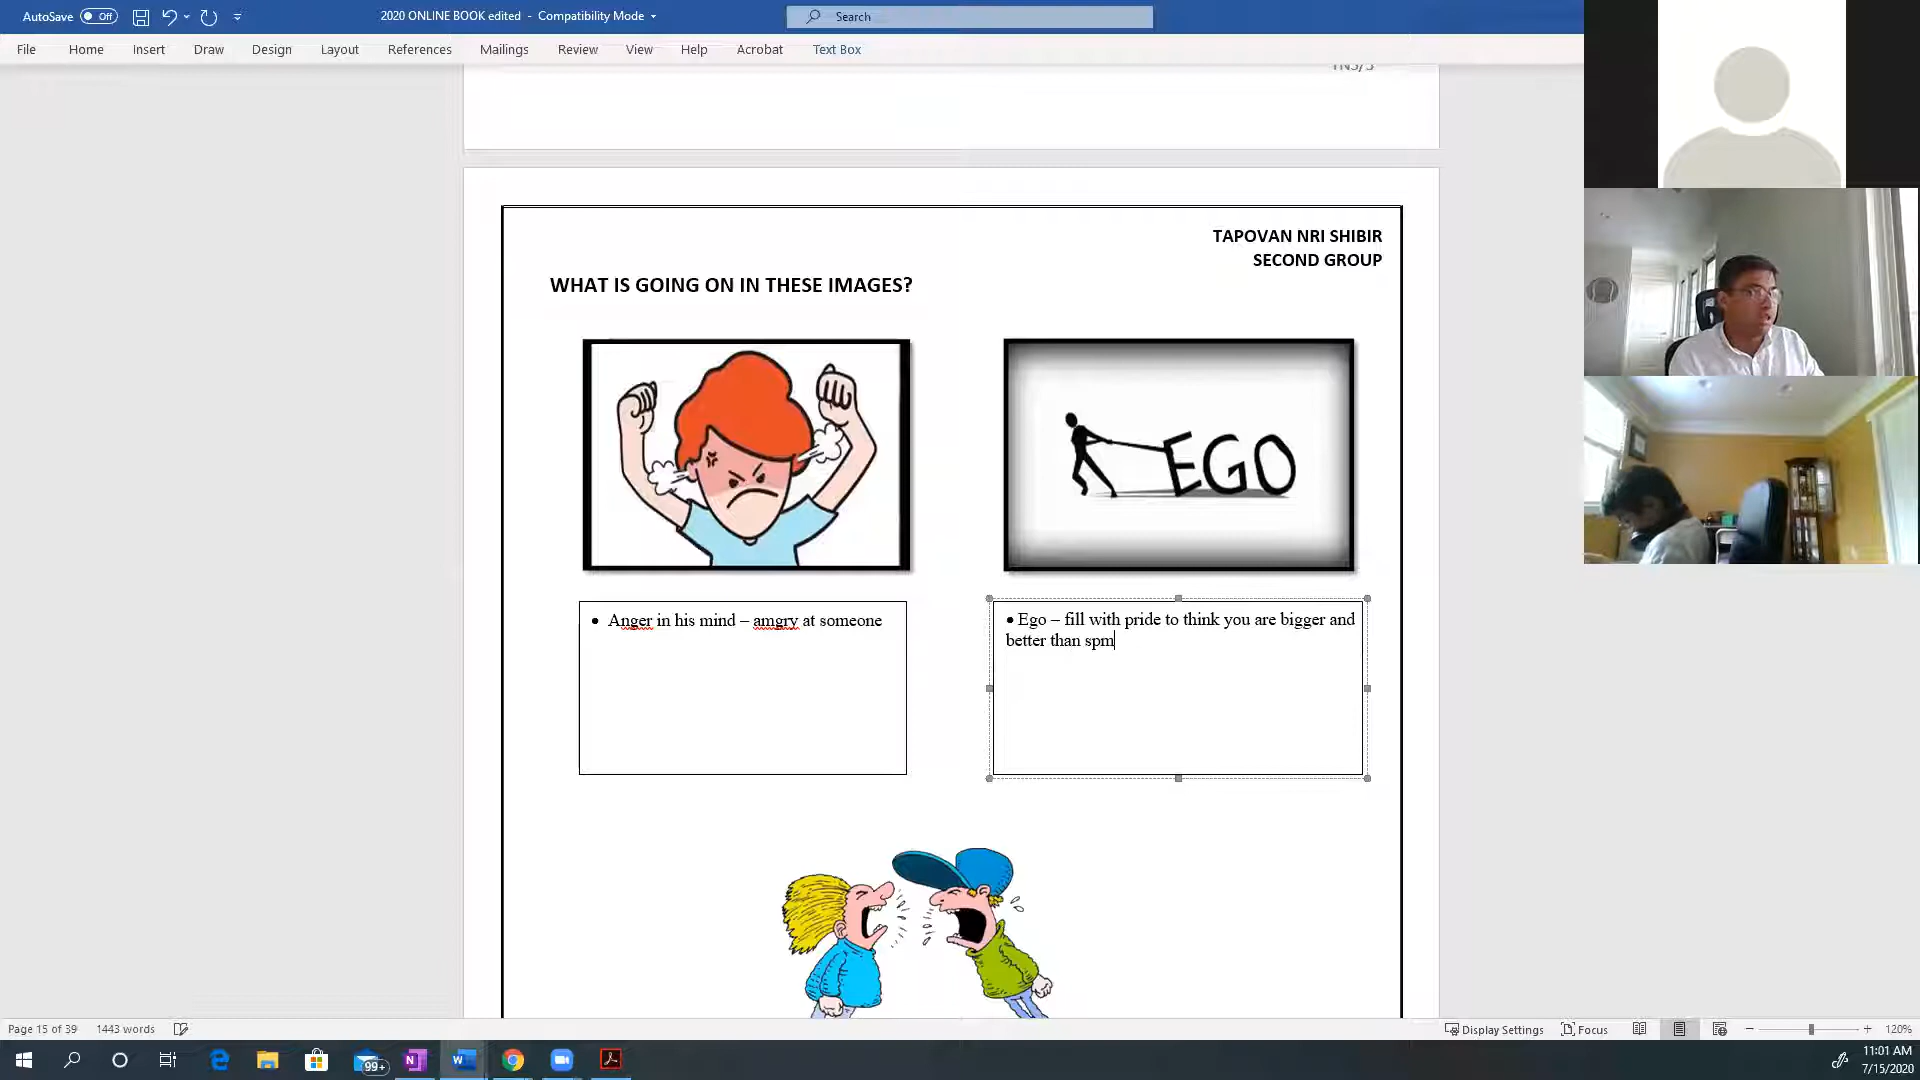 AutoSave Off
2020 ONLINE BOOK edited - Compatibility Mode
Search
File Home Insert Draw Design Layout References Mailings Review View Help Acrobat Text Box
TAPOVAN NRI SHIBIR
SECOND GROUP
WHAT IS GOING ON IN THESE IMAGES?
EGO
• Anger in his mind – amgry at someone
• Ego – fill with pride to think you are bigger and
better than spm
Page 15 of 39 1443 words
Display Settings Focus 120%
99+
11:01 AM
7/15/2020